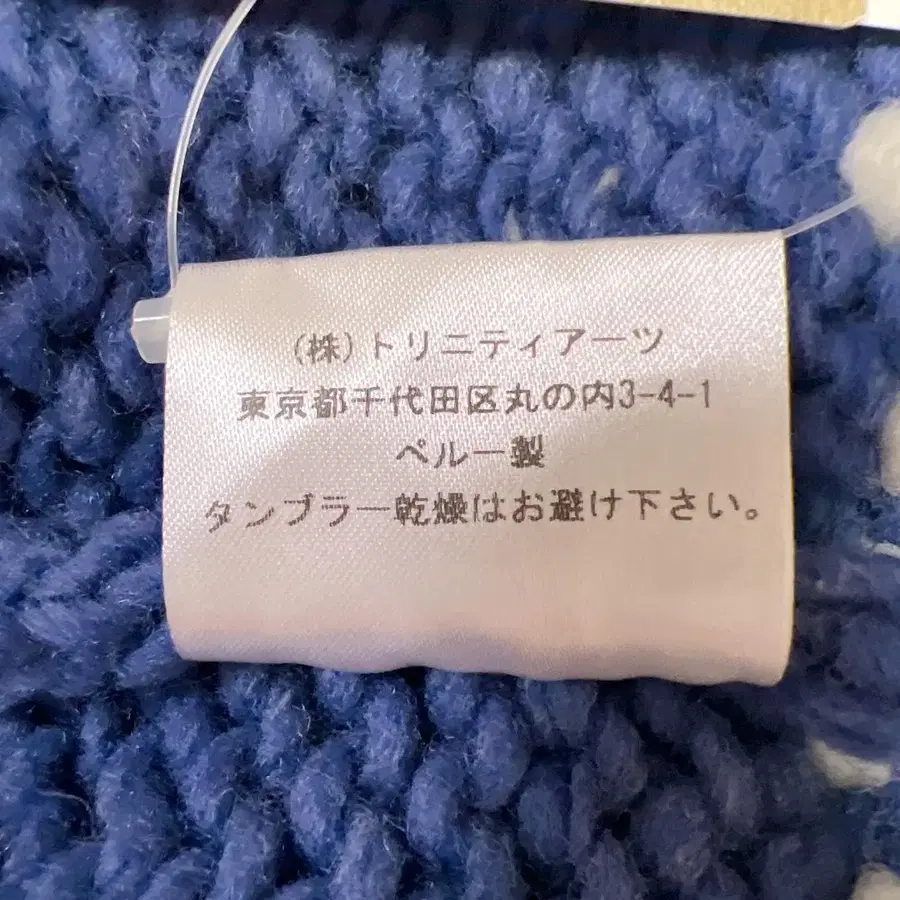 (株)トリニティアーツ
東京都千代田区丸の内3-4-1
ペルー製
タンブラー乾燥はお避け下さい。